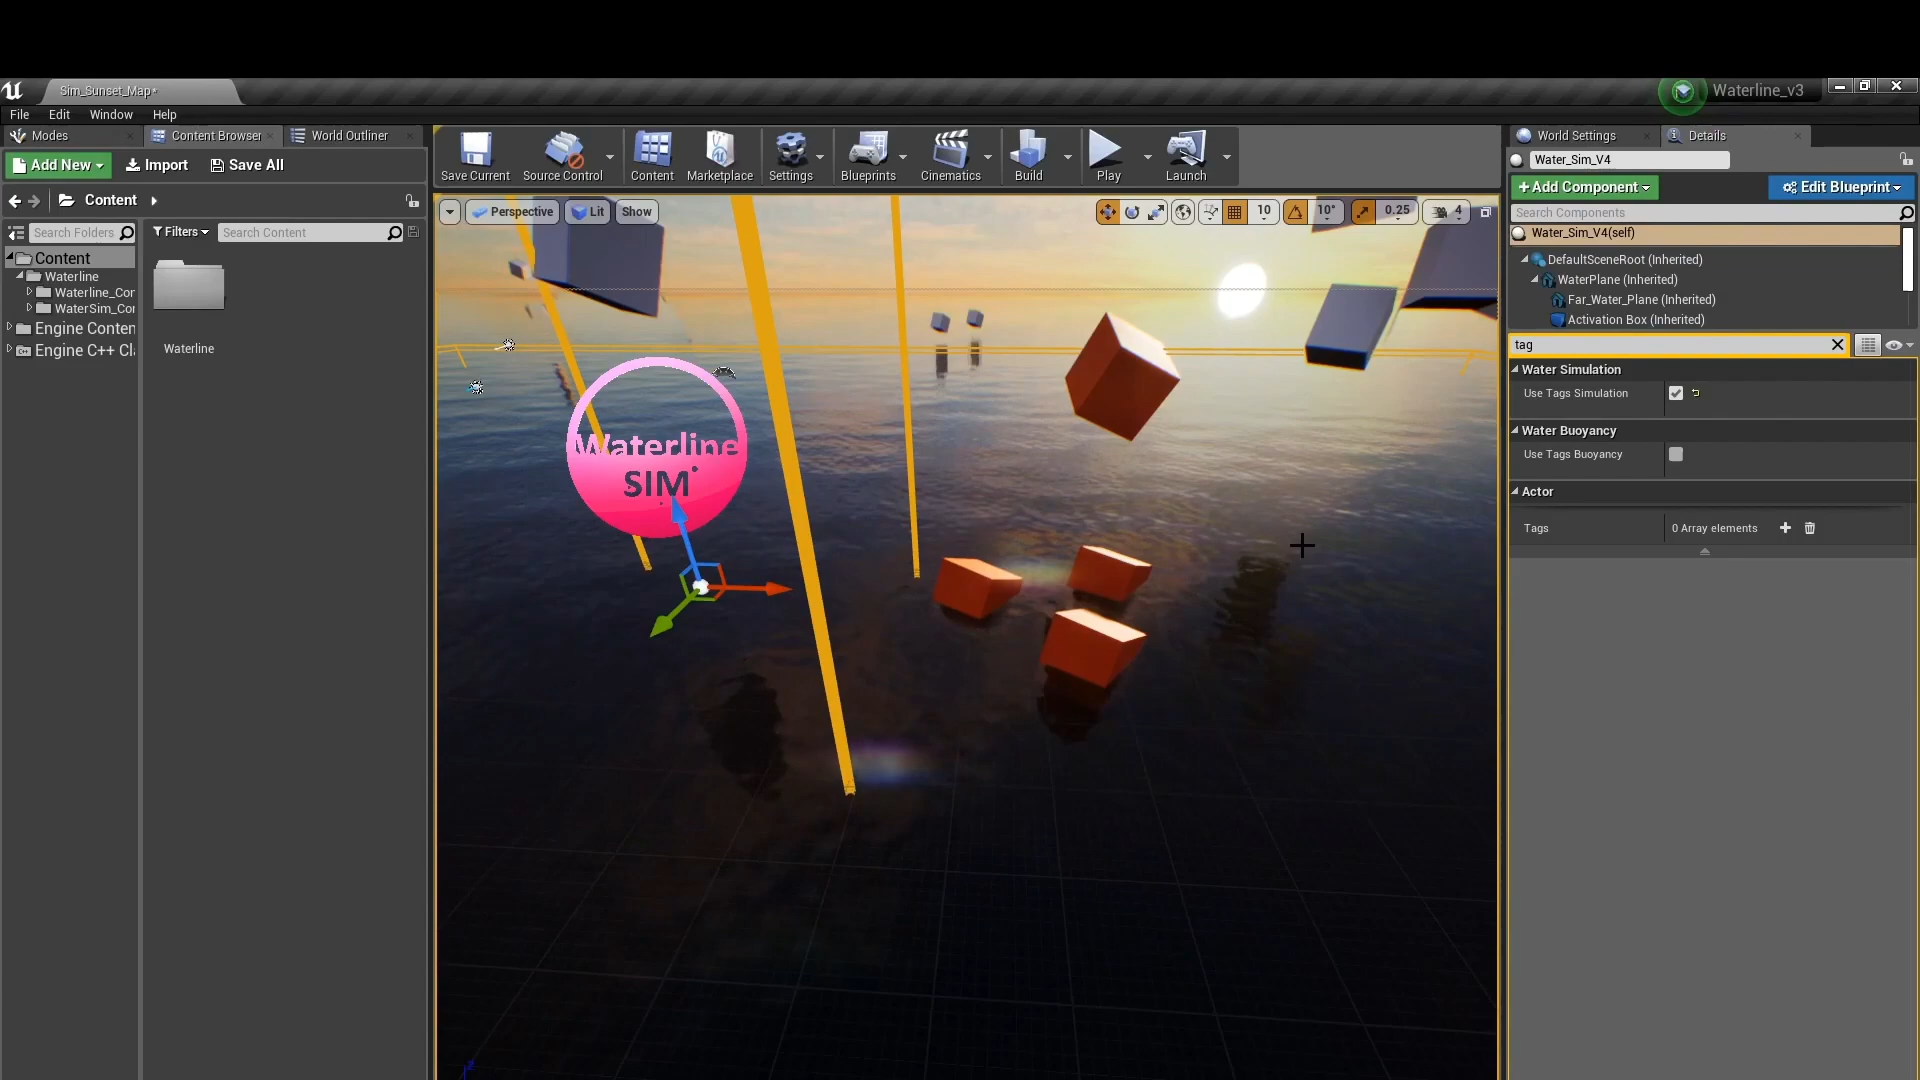 Sim_Sunset_Map*
Waterline_v3
File Edit Window Help
Modes
Content Browser
World Outliner
Add New
Import
Save All
Content
Search Folders
Filters
Search Content
Content
Waterline
Waterline_Cor
WaterSim_Cor
Engine Conten
Engine C++ Cl
Waterline
Save Current
Source Control
Content
Marketplace
Settings
Blueprints
Cinematics
Build
Play
Launch
Perspective
Lit
Show
10
10°
0.25
4
Waterline
SIM
World Settings
Details
Water_Sim_V4
+Add Component
Edit Blueprint
Search Components
Water_Sim_V4(self)
DefaultSceneRoot (Inherited)
WaterPlane (Inherited)
Far_Water_Plane (Inherited)
Activation Box (Inherited)
tag
Water Simulation
Use Tags Simulation
Water Buoyancy
Use Tags Buoyancy
Actor
Tags
0 Array elements